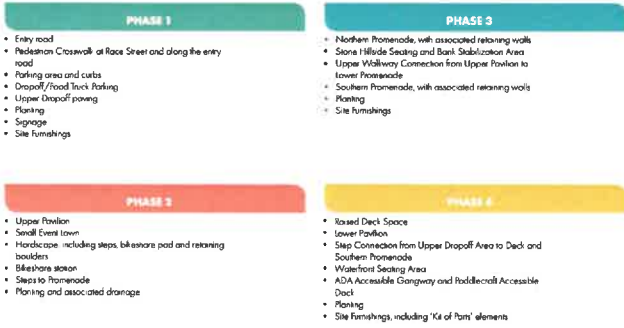 PHASE 1
• Entry road
• Pedestrian Crosswalk at Race Street and along the entry
road
• Parking area and curbs
• Dropoff/Food Truck Parking
• Upper Dropoff paving
• Planting
• Signage
• Site Furnishings
PHASE 3
• Northern Promenade, with associated retaining walls
• Stone Hillside Seating and Bank Stabilization Area
• Upper Walkway Connection from Upper Pavilion to
Lower Promenade
• Southern Promenade, with associated retaining walls
• Planting
• Site Furnishings
PHASE 2
• Upper Pavilion
• Small Event Lawn
• Hardscape, including steps, bikeshare pad and retaining
boulders
• Bikeshare station
• Steps to Promenade
• Planting and associated drainage
PHASE 4
• Raised Deck Space
• Lower Pavilion
• Step Connection from Upper Dropoff Area to Deck and
Southern Promenade
• Waterfront Seating Area
• ADA Accessible Gangway and Paddlecraft Accessible
Dock
• Planting
• Site Furnishings, including 'Kit of Parts' elements